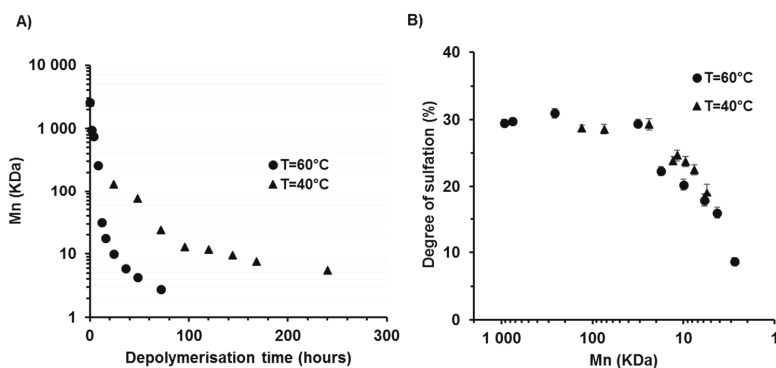 A)
10 000
1 000
100
10
1
Mn (KDa)
T=60°C
T=40°C
0 100 200 300
Depolymerisation time (hours)
B)
40
30
20
10
0
Degree of sulfation (%)
T=60°C
T=40°C
1 000 100 10 1
Mn (KDa)